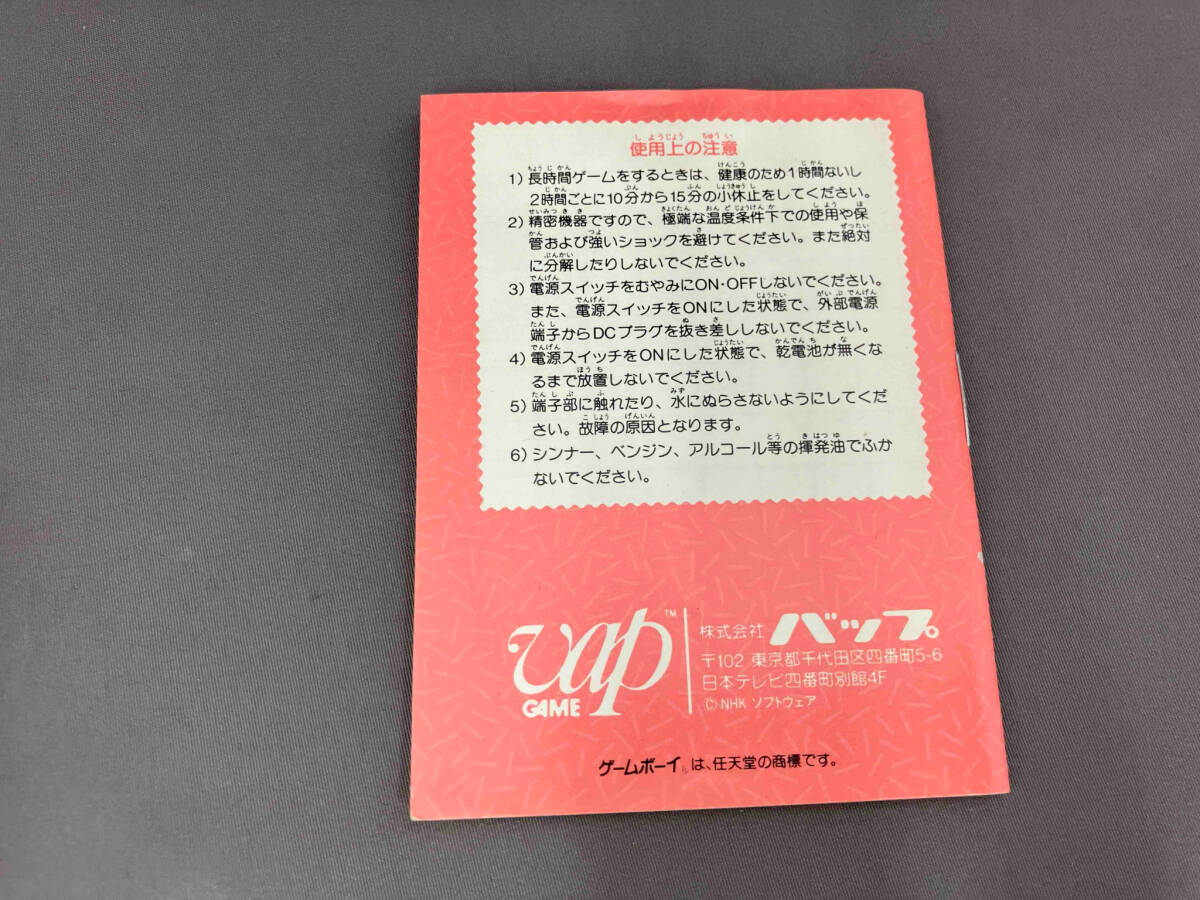 使用上の注意
1) 長時間ゲームをするときは、健康のため1時間ないし
2時間ごとに10分から15分の小休止をしてください。
2) 精密機器ですので、極端な温度条件下での使用や保
管および強いショックを避けてください。また絶対
に分解したりしないでください。
3) 電源スイッチをむやみにON・OFFしないでください。
また、電源スイッチをONにした状態で、外部電源
端子からDCプラグを抜き差ししないでください。
4) 電源スイッチをONにした状態で、乾電池が無くな
るまで放置しないでください。
5) 端子部に触れたり、水にぬらさないようにしてくだ
さい。故障の原因となります。
6) シンナー、ベンジン、アルコール等の揮発油でふか
ないでください。
vap™
GAME
株式会社 バップ
〒102 東京都千代田区四番町5-6
日本テレビ四番町別館4F
© NHK ソフトウェア
ゲームボーイは、任天堂の商標です。